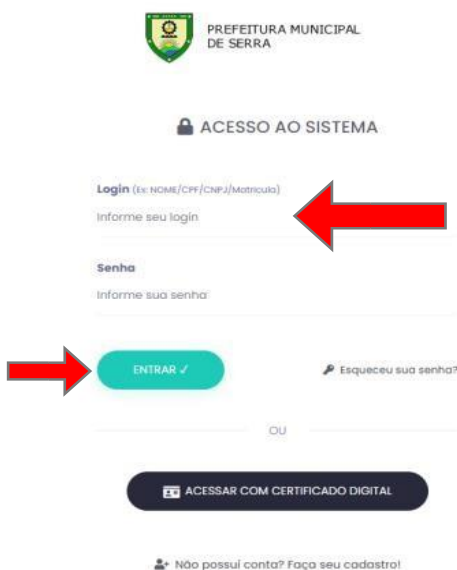 PREFEITURA MUNICIPAL
DE SERRA
ACESSO AO SISTEMA
Login (Ex: NOME/CPF/CNPJ/Matricula)
Informe seu login
Senha
Informe sua senha
ENTRAR ✓
Esqueceu sua senha?
OU
ACESSAR COM CERTIFICADO DIGITAL
Não possui conta? Faça seu cadastro!